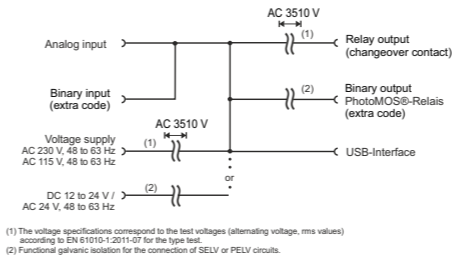 AC 3510 V
Analog input
(1)
Relay output
(changeover contact)
Binary input
(extra code)
(2)
Binary output
PhotoMOS®-Relais
(extra code)
AC 3510 V
Voltage supply
AC 230 V, 48 to 63 Hz
AC 115 V, 48 to 63 Hz
(1)
USB-Interface
or
DC 12 to 24 V /
AC 24 V, 48 to 63 Hz
(2)
(1) The voltage specifications correspond to the test voltages (alternating voltage, rms values)
according to EN 61010-1:2011-07 for the type test.
(2) Functional galvanic isolation for the connection of SELV or PELV circuits.